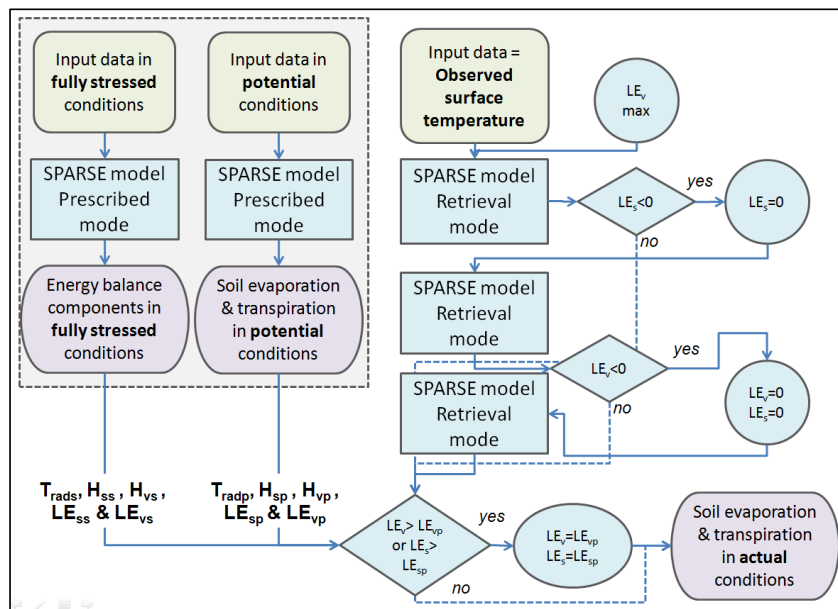 Input data in
fully stressed
conditions
Input data in
potential
conditions
SPARSE model
Prescribed
mode
SPARSE model
Prescribed
mode
Energy balance
components in
fully stressed
conditions
Soil evaporation
& transpiration
in potential
conditions
Trads, Hss , Hvs ,
LEss & LEvs
Tradp, Hsp, Hvp,
LEsp & LEvp
Input data =
Observed
surface
temperature
LEv
max
SPARSE model
Retrieval
mode
LEs<0
yes
LEs=0
no
SPARSE model
Retrieval
mode
LEv<0
yes
LEv=0
LEs=0
no
SPARSE model
Retrieval
mode
LEv> LEvp
or LEs>
LEsp
yes
LEv=LEvp
LEs=LEsp
no
Soil evaporation
& transpiration
in actual
conditions